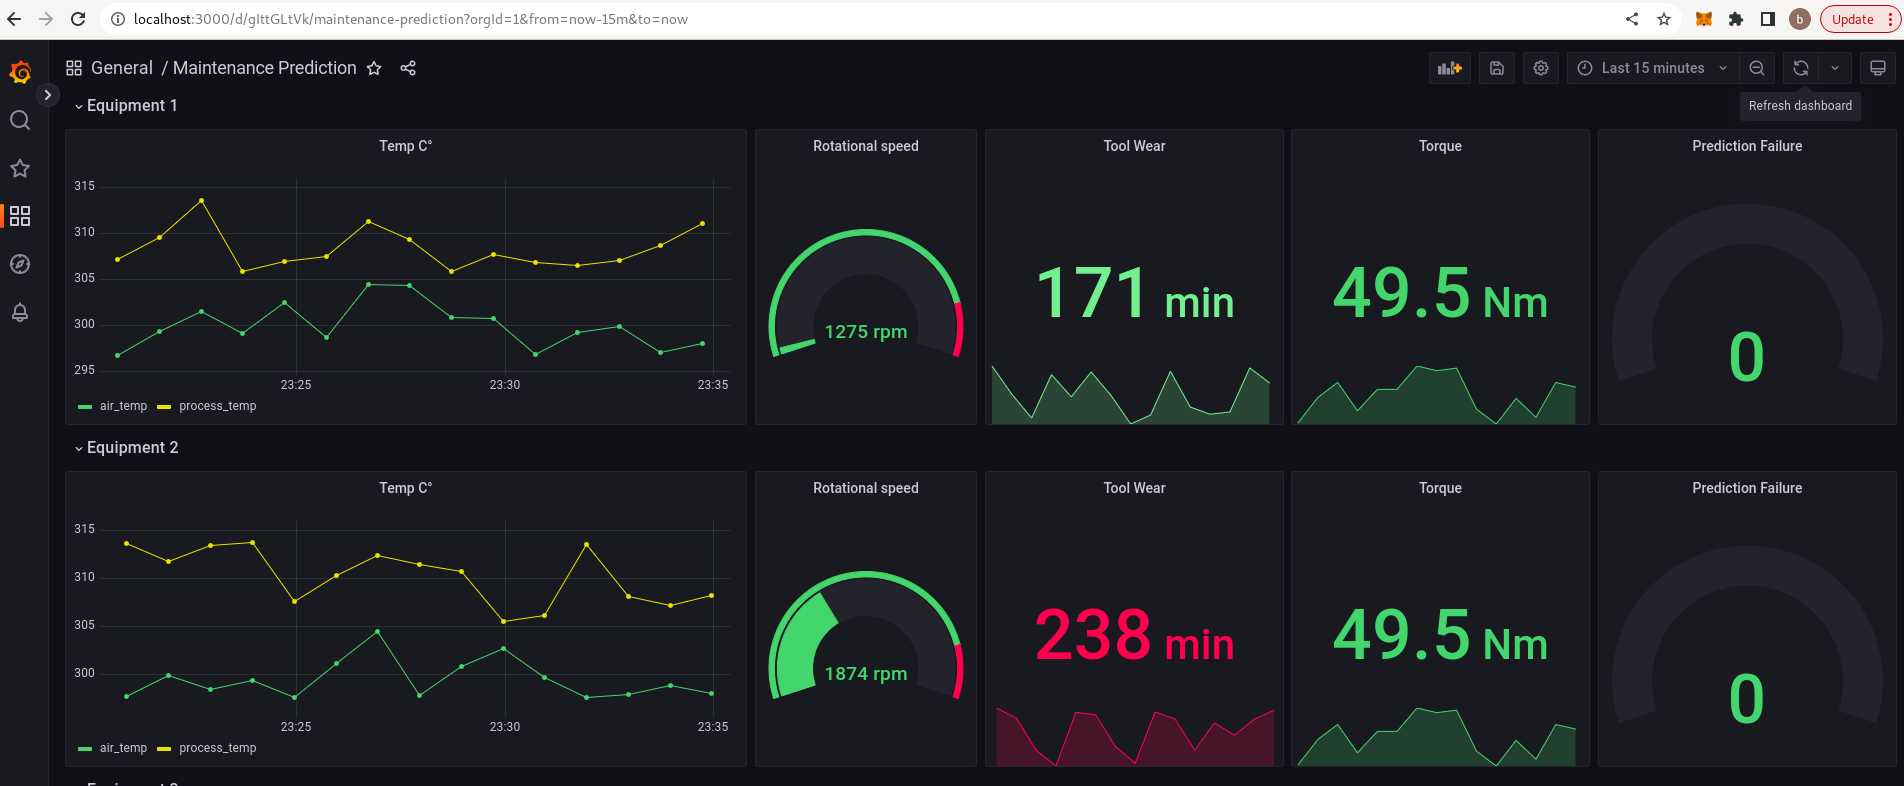 localhost:3000/d/gIttGLtVk/maintenance-prediction?orgId=1&from=now-15m&to=now
b
Update
General / Maintenance Prediction
Last 15 minutes
Refresh dashboard
Equipment 1
Temp C°
315
310
305
300
295
23:25 23:30 23:35
air_temp process_temp
Rotational speed
1275 rpm
Tool Wear
171 min
Torque
49.5 Nm
Prediction Failure
0
Equipment 2
Temp C°
315
310
305
300
23:25 23:30 23:35
air_temp process_temp
Rotational speed
1874 rpm
Tool Wear
238 min
Torque
49.5 Nm
Prediction Failure
0